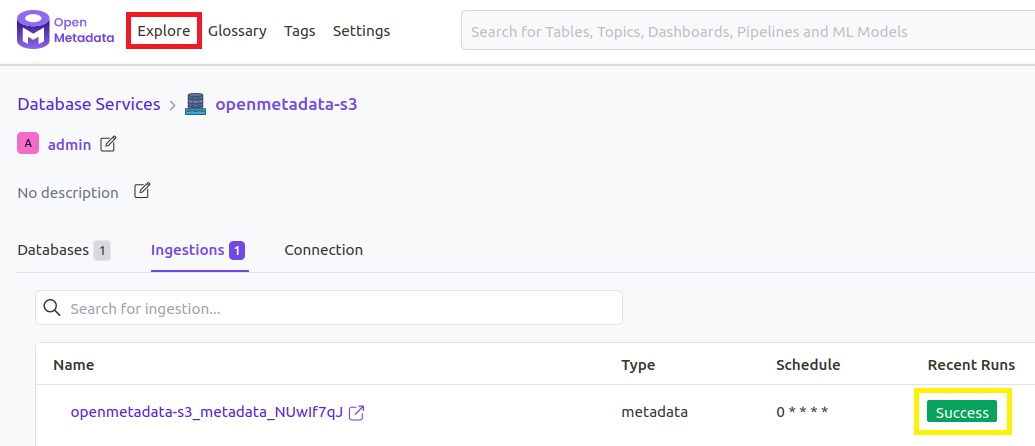 Open Metadata Explore Glossary Tags Settings Search for Tables, Topics, Dashboards, Pipelines and ML Models
Database Services > openmetadata-s3
A admin
No description
Databases 1 Ingestions 1 Connection
Search for ingestion...
Name Type Schedule Recent Runs
openmetadata-s3_metadata_NUwIf7qJ metadata 0 * * * * Success